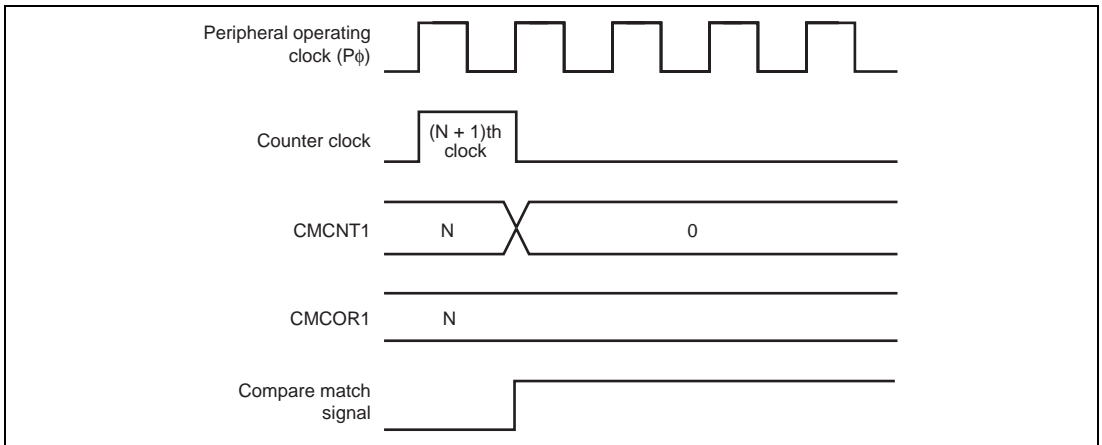 Peripheral operating
clock (Pϕ)
Counter clock
(N + 1)th
clock
CMCNT1
N
0
CMCOR1
N
Compare match
signal